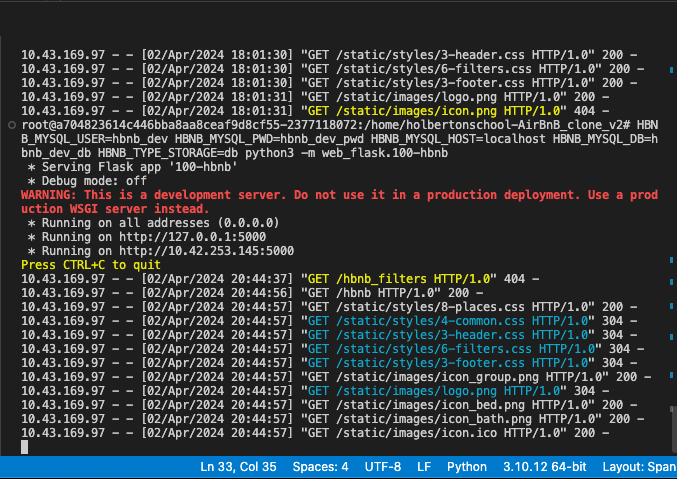 10.43.169.97 - - [02/Apr/2024 18:01:30] "GET /static/styles/3-header.css HTTP/1.0" 200 -
10.43.169.97 - - [02/Apr/2024 18:01:30] "GET /static/styles/6-filters.css HTTP/1.0" 200 -
10.43.169.97 - - [02/Apr/2024 18:01:30] "GET /static/styles/3-footer.css HTTP/1.0" 200 -
10.43.169.97 - - [02/Apr/2024 18:01:31] "GET /static/images/logo.png HTTP/1.0" 200 -
10.43.169.97 - - [02/Apr/2024 18:01:31] "GET /static/images/icon.png HTTP/1.0" 404 -
root@a704823614c446bba8aa8ceaf9d8cf55-2377118072:/home/holbertonschool-AirBnB_clone_v2# HBN
B_MYSQL_USER=hbnb_dev HBNB_MYSQL_PWD=hbnb_dev_pwd HBNB_MYSQL_HOST=localhost HBNB_MYSQL_DB=h
bnb_dev_db HBNB_TYPE_STORAGE=db python3 -m web_flask.100-hbnb
* Serving Flask app '100-hbnb'
* Debug mode: off
WARNING: This is a development server. Do not use it in a production deployment. Use a prod
uction WSGI server instead.
* Running on all addresses (0.0.0.0)
* Running on http://127.0.0.1:5000
* Running on http://10.42.253.145:5000
Press CTRL+C to quit
10.43.169.97 - - [02/Apr/2024 20:44:37] "GET /hbnb_filters HTTP/1.0" 404 -
10.43.169.97 - - [02/Apr/2024 20:44:56] "GET /hbnb HTTP/1.0" 200 -
10.43.169.97 - - [02/Apr/2024 20:44:57] "GET /static/styles/8-places.css HTTP/1.0" 200 -
10.43.169.97 - - [02/Apr/2024 20:44:57] "GET /static/styles/4-common.css HTTP/1.0" 304 -
10.43.169.97 - - [02/Apr/2024 20:44:57] "GET /static/styles/3-header.css HTTP/1.0" 304 -
10.43.169.97 - - [02/Apr/2024 20:44:57] "GET /static/styles/6-filters.css HTTP/1.0" 304 -
10.43.169.97 - - [02/Apr/2024 20:44:57] "GET /static/styles/3-footer.css HTTP/1.0" 304 -
10.43.169.97 - - [02/Apr/2024 20:44:57] "GET /static/images/icon_group.png HTTP/1.0" 200 -
10.43.169.97 - - [02/Apr/2024 20:44:57] "GET /static/images/logo.png HTTP/1.0" 304 -
10.43.169.97 - - [02/Apr/2024 20:44:57] "GET /static/images/icon_bed.png HTTP/1.0" 200 -
10.43.169.97 - - [02/Apr/2024 20:44:57] "GET /static/images/icon_bath.png HTTP/1.0" 200 -
10.43.169.97 - - [02/Apr/2024 20:44:57] "GET /static/images/icon.ico HTTP/1.0" 200 -
Ln 33, Col 35 Spaces: 4 UTF-8 LF Python 3.10.12 64-bit Layout: Span